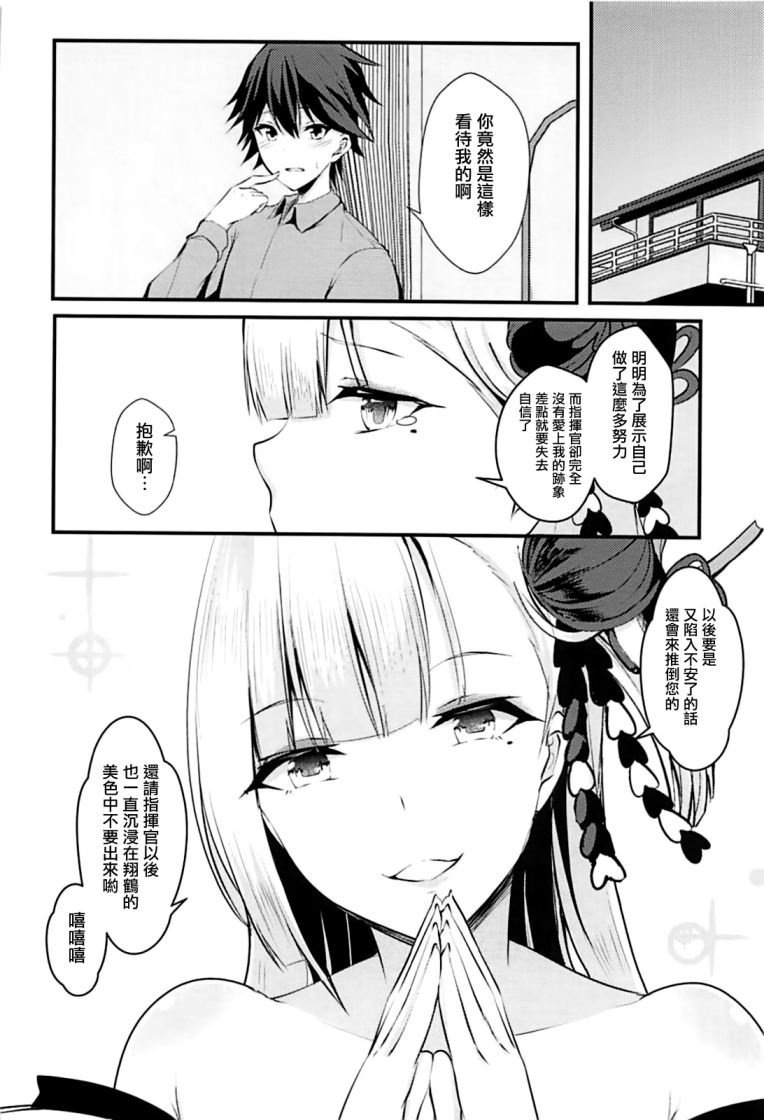 你竟然是這樣
看待我的啊
明明為了展示自己
做了這麼多努力
而指揮官卻完全
沒有愛上我的跡象
差點就要失去
自信了
抱歉啊…
以後要是
又陷入不安了的話
還會來推倒您的
還請指揮官以後
也一直沉浸在翔鶴的
美色中不要出來喲
嘻嘻嘻